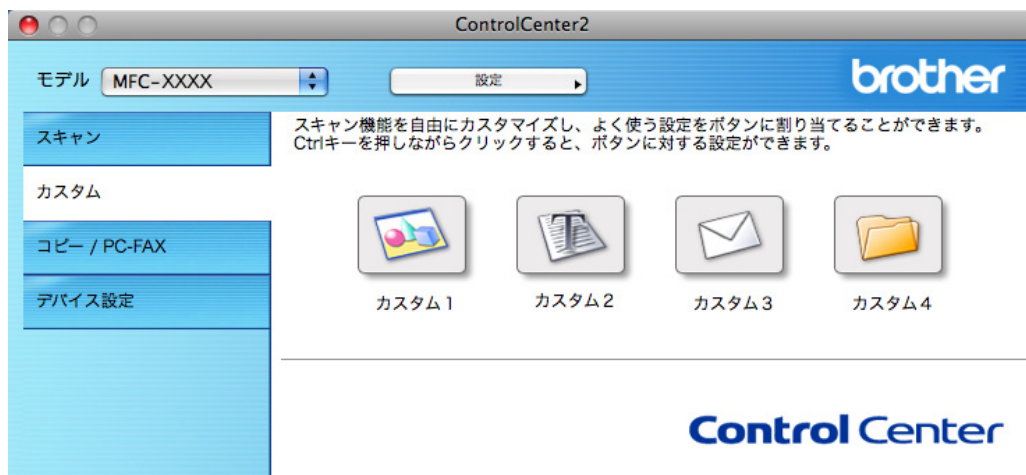 ControlCenter2
モデル MFC-XXXX 設定 brother
スキャン
カスタム
コピー / PC-FAX
デバイス設定
スキャン機能を自由にカスタマイズし、よく使う設定をボタンに割り当てることができます。
Ctrlキーを押しながらクリックすると、ボタンに対する設定ができます。
カスタム1 カスタム2 カスタム3 カスタム4
Control Center